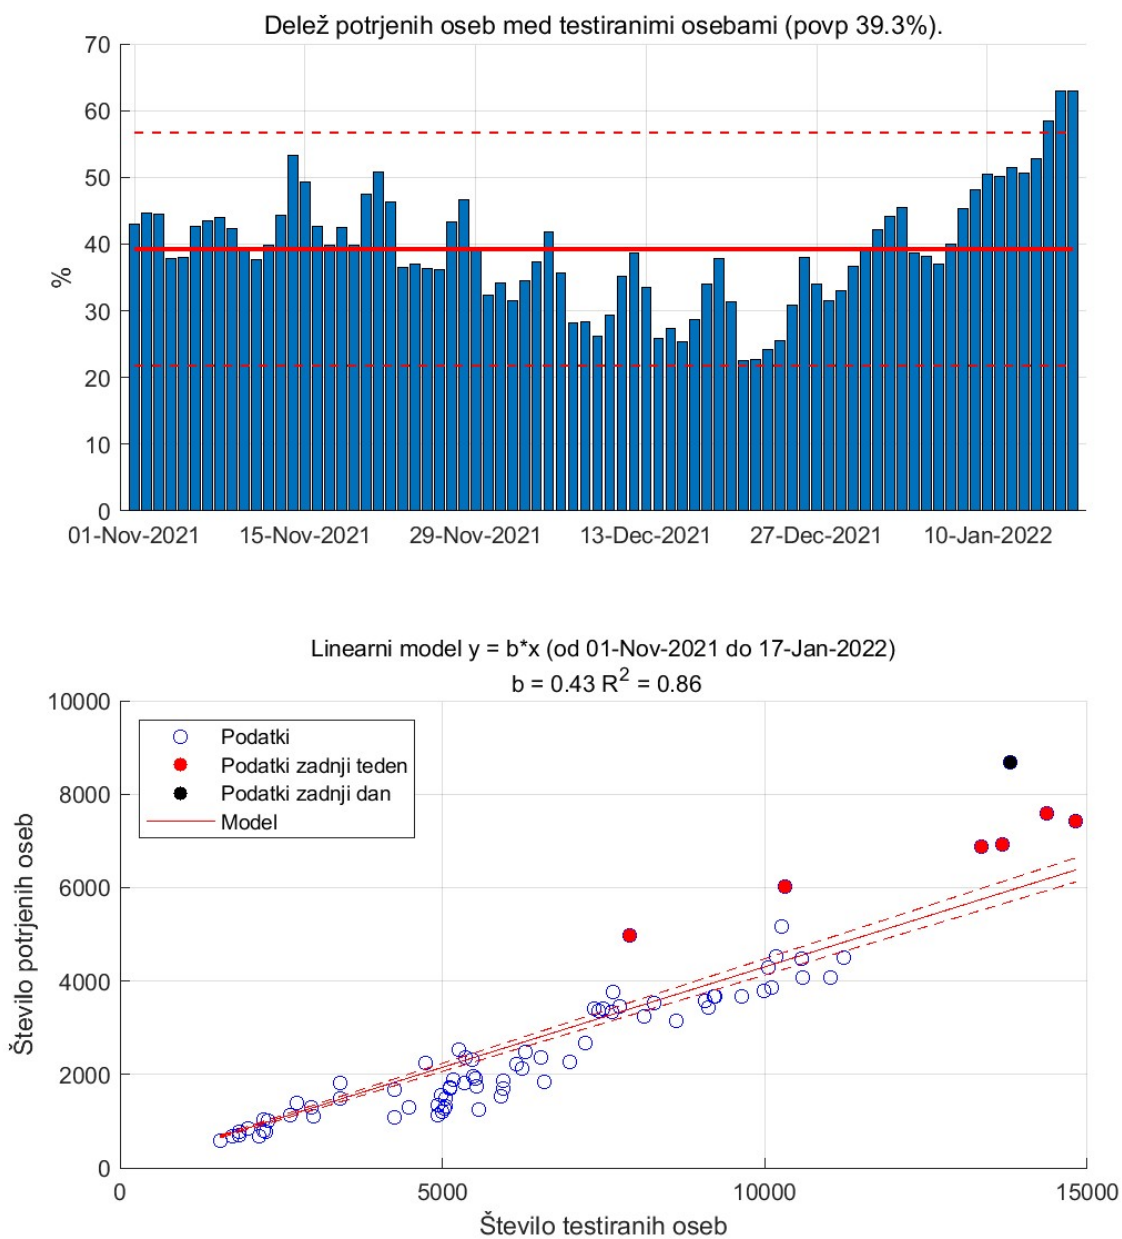 Delež potrjenih oseb med testiranimi osebami (povp 39.3%).
70
60
50
40
30
20
10
0
%
01-Nov-2021 15-Nov-2021 29-Nov-2021 13-Dec-2021 27-Dec-2021 10-Jan-2022
Linearni model y = b*x (od 01-Nov-2021 do 17-Jan-2022)
b = 0.43 R² = 0.86
10000
8000
6000
4000
2000
0
Število potrjenih oseb
Podatki
Podatki zadnji teden
Podatki zadnji dan
Model
0 5000 10000 15000
Število testiranih oseb